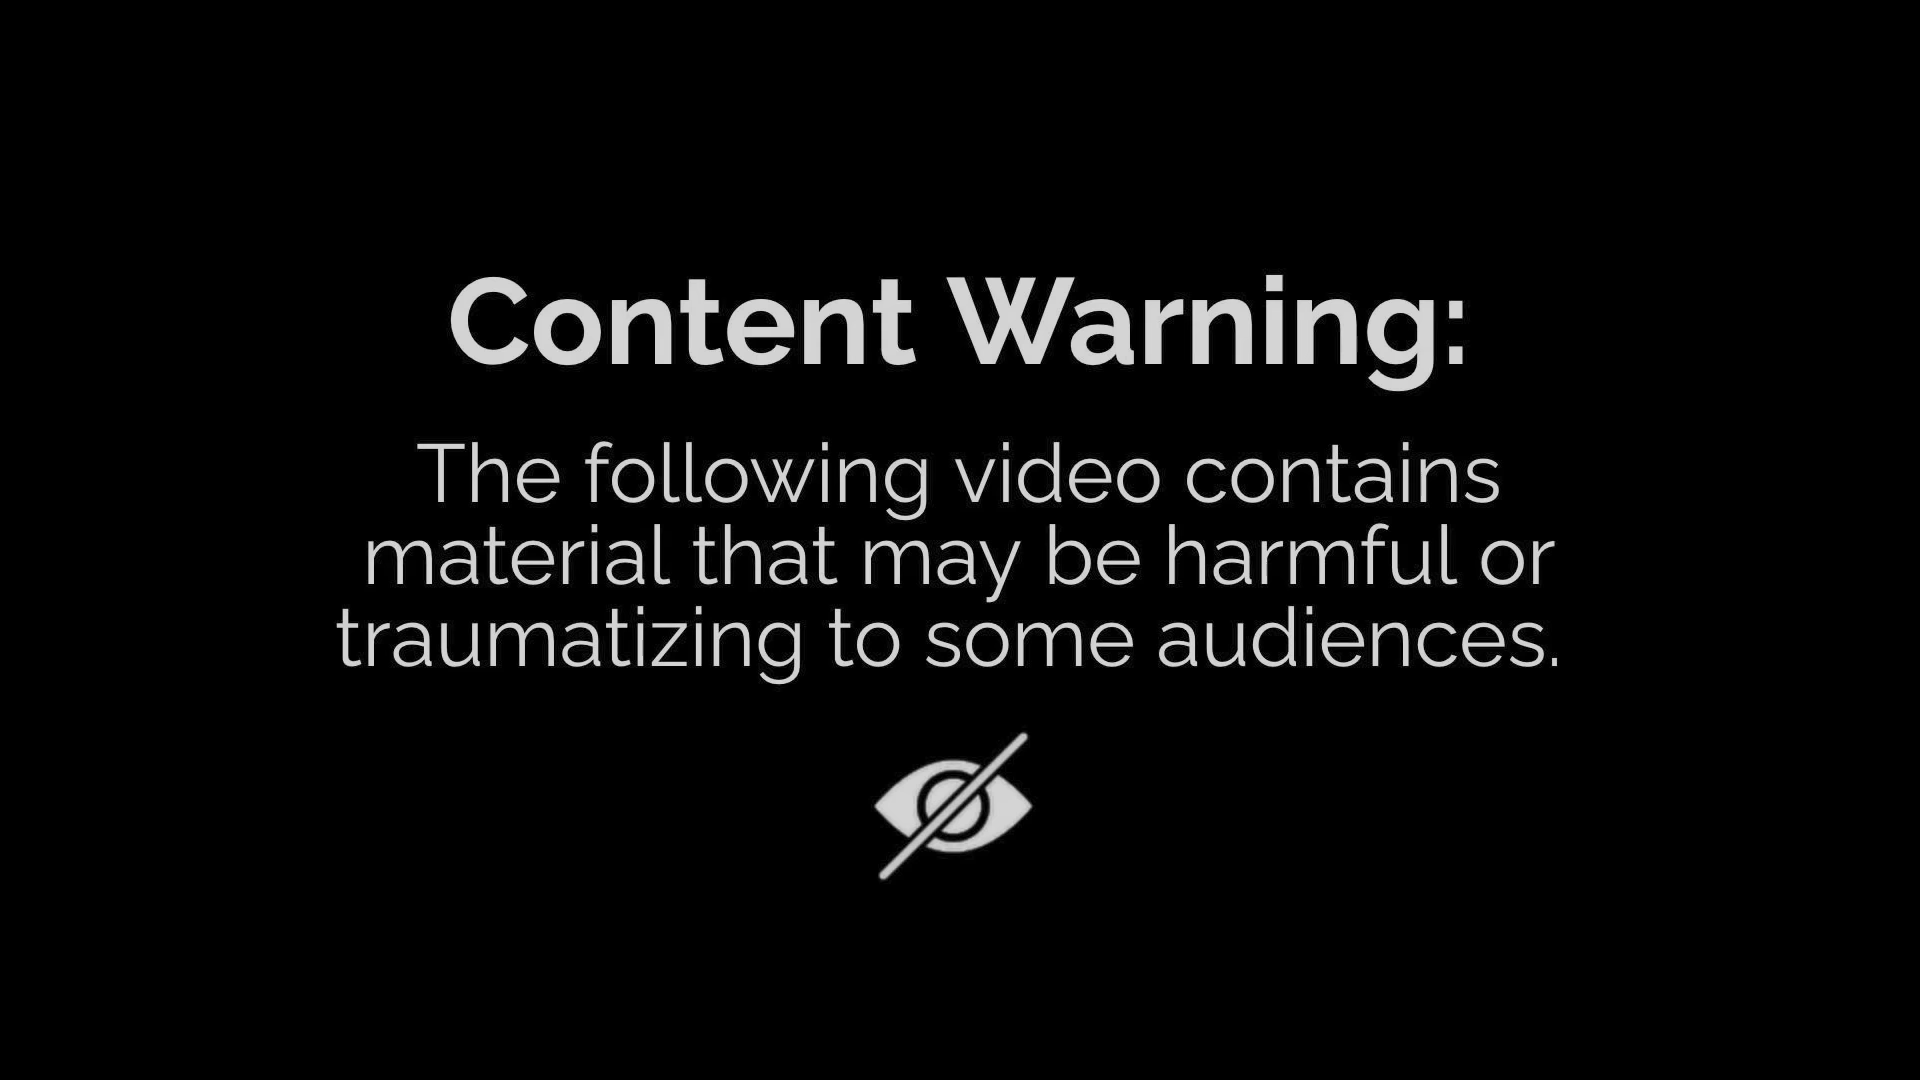 Content Warning:
The following video contains
material that may be harmful or
traumatizing to some audiences.